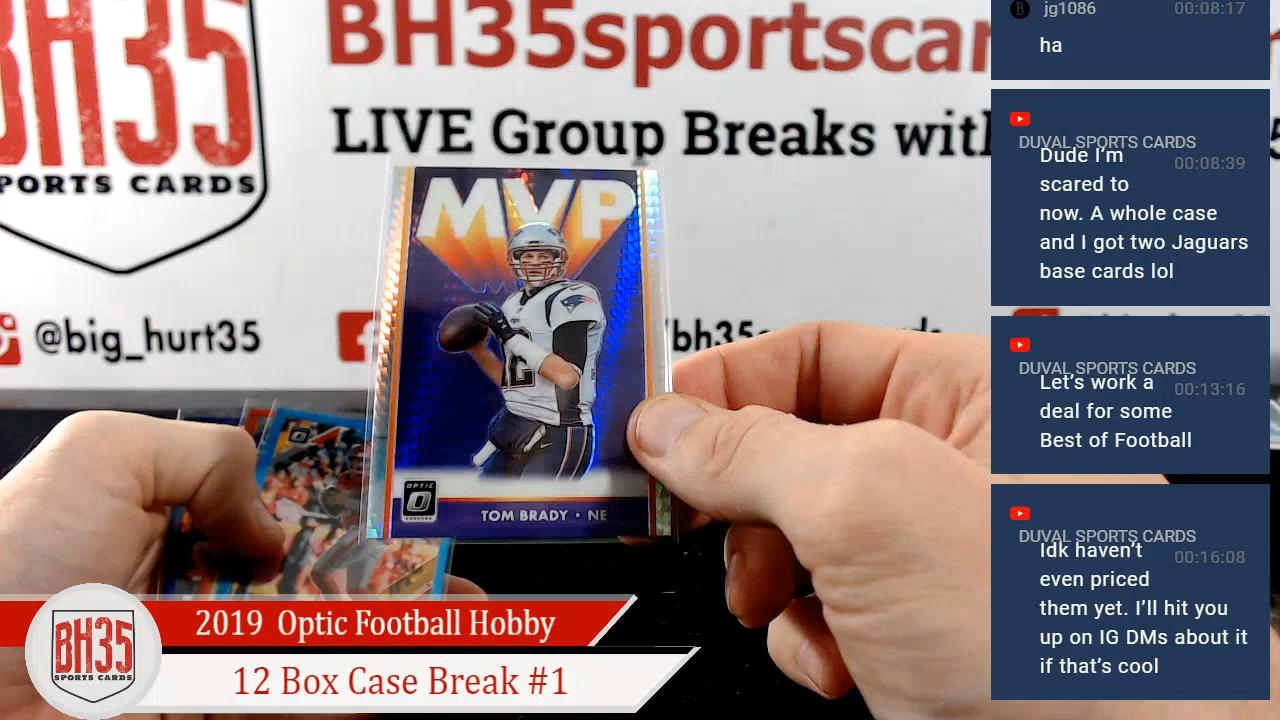 BH35
PORTS CARDS
BH35sportscar
LIVE Group Breaks with
@big_hurt35
/bh35
MVP
OPTIC
TOM BRADY • NE
2019 Optic Football Hobby
12 Box Case Break #1
BH35
SPORTS CARDS
jg1086 00:08:17
ha
DUVAL SPORTS CARDS
Dude I'm 00:08:39
scared to
now. A whole case
and I got two Jaguars
base cards lol
DUVAL SPORTS CARDS
Let's work a 00:13:16
deal for some
Best of Football
DUVAL SPORTS CARDS
Idk haven't 00:16:08
even priced
them yet. I'll hit you
up on IG DMs about it
if that's cool